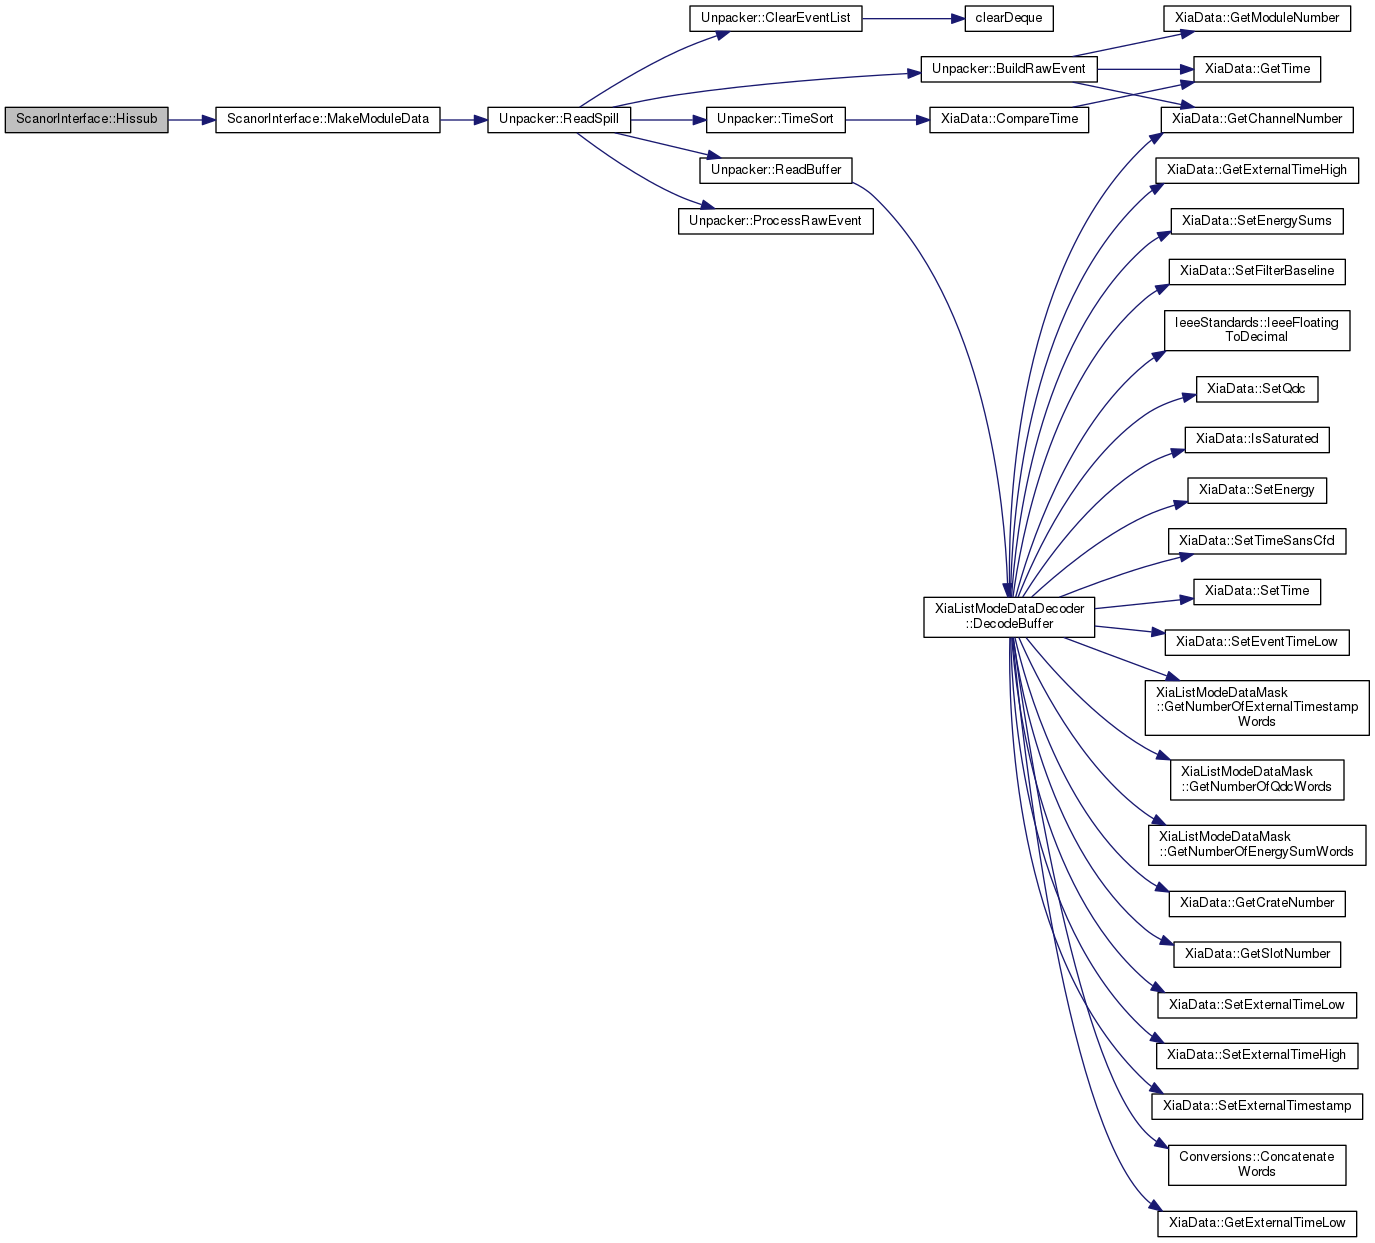 Unpacker::ClearEventList
clearDeque
XiaData::GetModuleNumber
Unpacker::BuildRawEvent
XiaData::GetTime
ScanorInterface::Hissub
ScanorInterface::MakeModuleData
Unpacker::ReadSpill
Unpacker::TimeSort
XiaData::CompareTime
XiaData::GetChannelNumber
Unpacker::ReadBuffer
XiaData::GetExternalTimeHigh
Unpacker::ProcessRawEvent
XiaData::SetEnergySums
XiaData::SetFilterBaseline
IeeeStandards::IeeeFloating
ToDecimal
XiaData::SetQdc
XiaData::IsSaturated
XiaData::SetEnergy
XiaData::SetTimeSansCfd
XiaData::SetTime
XiaListModeDataDecoder
::DecodeBuffer
XiaData::SetEventTimeLow
XiaListModeDataMask
::GetNumberOfExternalTimestamp
Words
XiaListModeDataMask
::GetNumberOfQdcWords
XiaListModeDataMask
::GetNumberOfEnergySumWords
XiaData::GetCrateNumber
XiaData::GetSlotNumber
XiaData::SetExternalTimeLow
XiaData::SetExternalTimeHigh
XiaData::SetExternalTimestamp
Conversions::Concatenate
Words
XiaData::GetExternalTimeLow